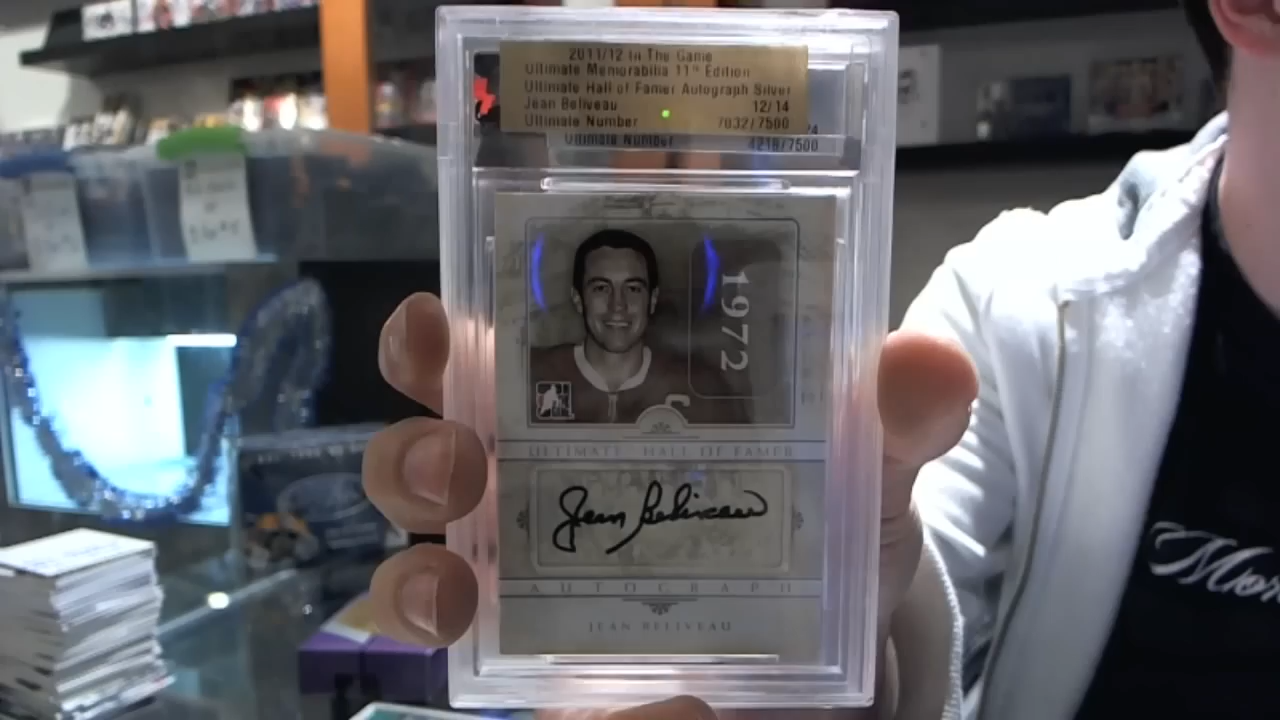 2011/12 In The Game
Ultimate Memorabilia 11th Edition
Ultimate Hall of Famer Autograph Silver
Jean Beliveau 12/14
Ultimate Number 7032/7500
Ultimate Number 4218/7500
1972
ULTIMATE HALL OF FAMER
Jean Beliveau
AUTOGRAPH
JEAN BELIVEAU